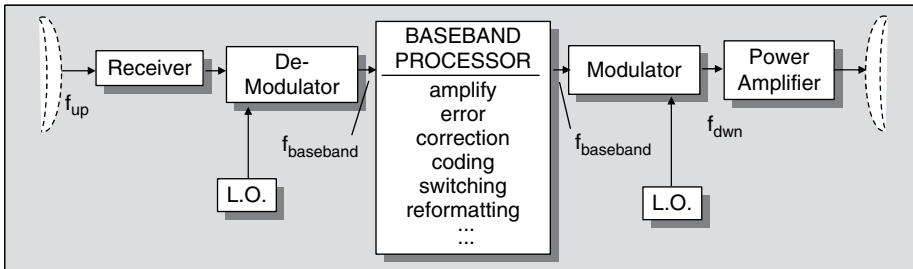 BASEBAND
PROCESSOR
amplify
error
correction
coding
switching
reformatting
...
...
Receiver
De-
Modulator
Modulator
Power
Amplifier
f_up
f_baseband
f_baseband
f_dwn
L.O.
L.O.